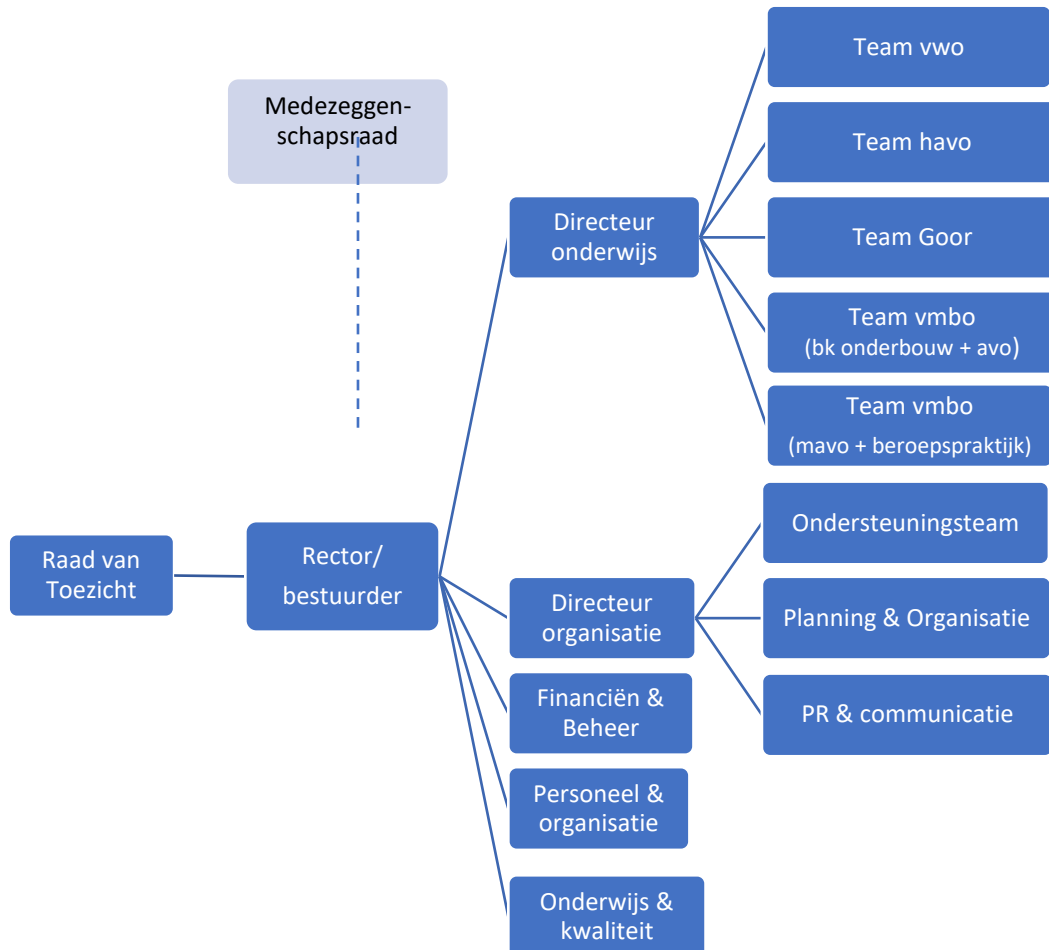 Team vwo
Medezeggen-
schapsraad
Team havo
Directeur
onderwijs
Team Goor
Team vmbo
(bk onderbouw + avo)
Team vmbo
(mavo + beroepspraktijk)
Raad van
Toezicht
Rector/
bestuurder
Directeur
organisatie
Ondersteuningsteam
Planning & Organisatie
PR & communicatie
Financiën &
Beheer
Personeel &
organisatie
Onderwijs &
kwaliteit